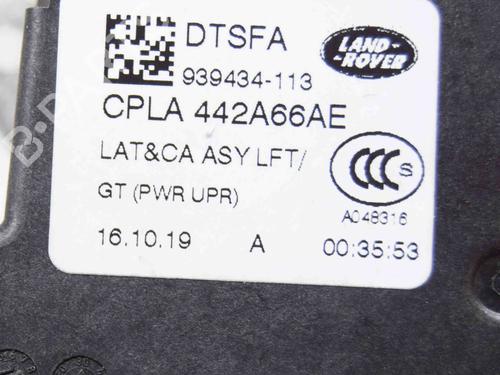 DTSFA
LAND-
ROVER
939434-113
CPLA 442A66AE
LAT&CA ASY LFT/
GT (PWR UPR)
CCC S
A048316
16.10.19 A 00:35:53